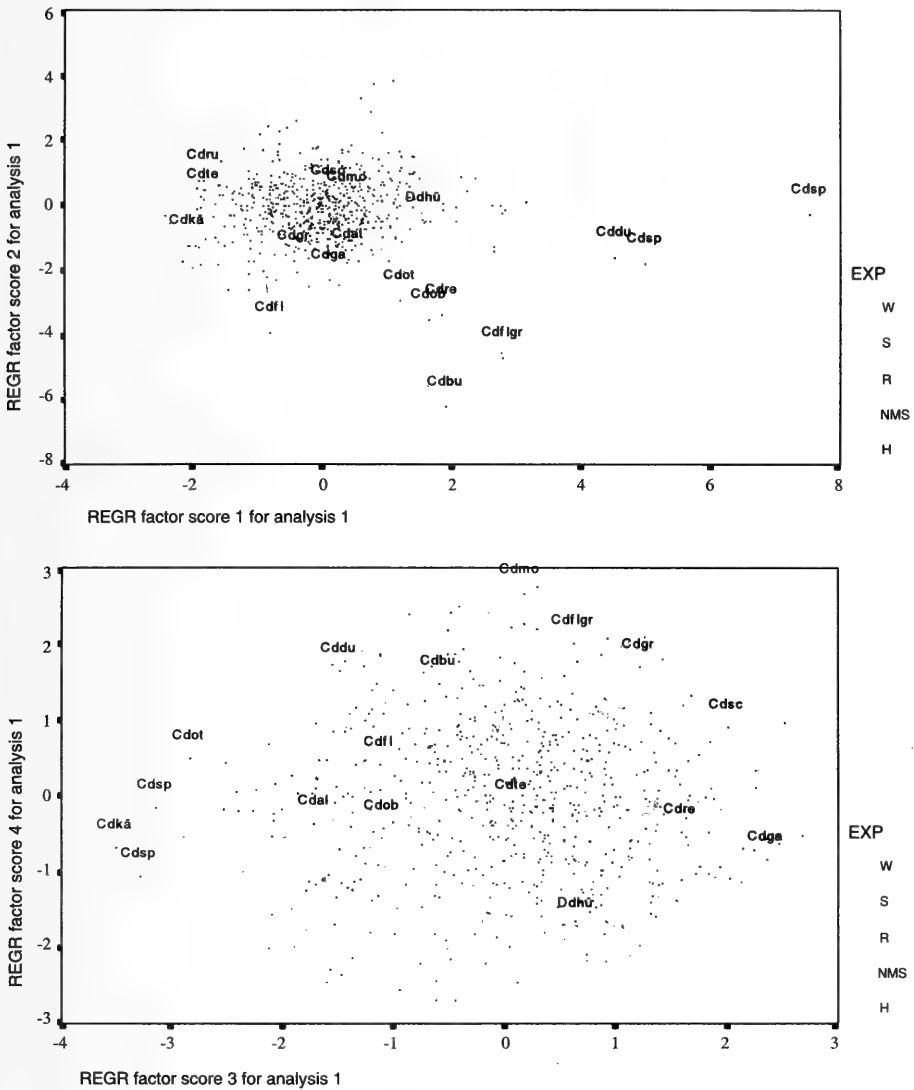 6
4
2
0
-2
-4
-6
-8
REGR factor score 2 for analysis 1
Cdru
Cdte
Cdkä
Cdsc
Cdmo
Ddhū
Cdgr
Cdal
Cdga
Cdot
Cdre
Cdob
Cdfl
Cdflgr
Cdbu
Cddu
Cdsp
Cdsp
-4 -2 0 2 4 6 8
REGR factor score 1 for analysis 1
EXP
W
S
R
NMS
H
3
2
1
0
-1
-2
-3
REGR factor score 4 for analysis 1
Cdmo
Cdflgr
Cddu
Cdbu
Cdgr
Cdsc
Cdot
Cdfl
Cdsp
Cdte
Cdal
Cdob
Cdre
Cdkä
Cdsp
Cdga
Ddhū
-4 -3 -2 -1 0 1 2 3
REGR factor score 3 for analysis 1
EXP
W
S
R
NMS
H